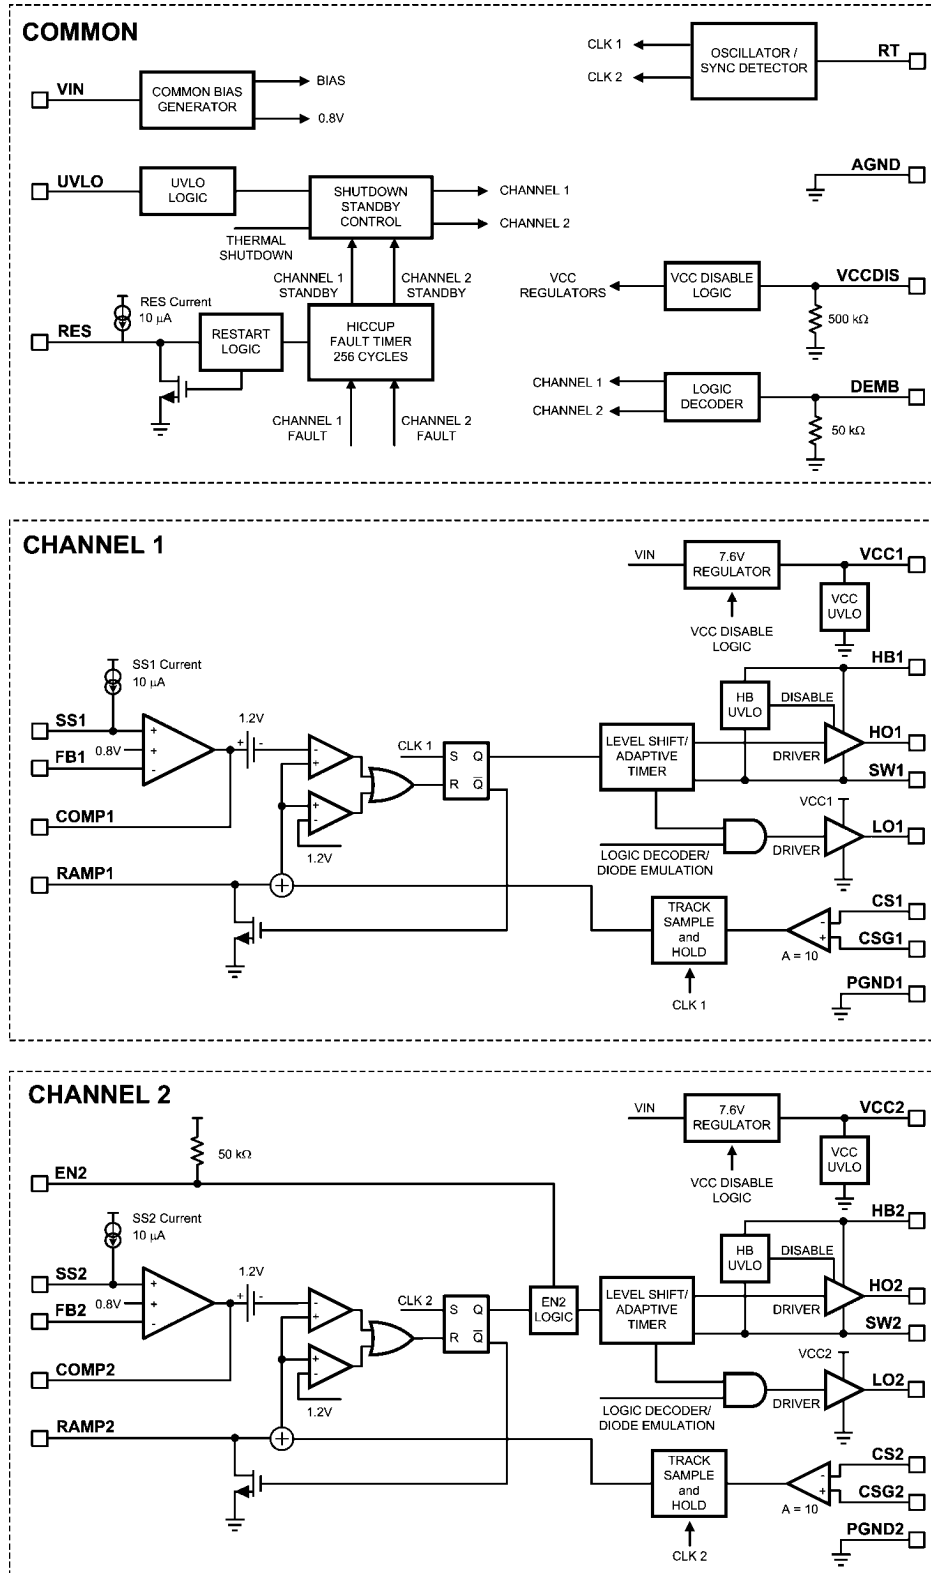 COMMON
VIN
COMMON BIAS
GENERATOR
BIAS
0.8V
CLK 1
CLK 2
OSCILLATOR /
SYNC DETECTOR
RT
UVLO
UVLO
LOGIC
SHUTDOWN
STANDBY
CONTROL
CHANNEL 1
CHANNEL 2
THERMAL
SHUTDOWN
AGND
CHANNEL 1
STANDBY
CHANNEL 2
STANDBY
VCC
REGULATORS
VCC DISABLE
LOGIC
VCCDIS
500 kΩ
RES Current
10 µA
RES
RESTART
LOGIC
HICCUP
FAULT TIMER
256 CYCLES
CHANNEL 1
FAULT
CHANNEL 2
FAULT
CHANNEL 1
CHANNEL 2
LOGIC
DECODER
DEMB
50 kΩ
CHANNEL 1
VIN
7.6V
REGULATOR
VCC1
VCC
UVLO
VCC DISABLE
LOGIC
SS1 Current
10 µA
SS1
0.8V
+
+
-
FB1
COMP1
RAMP1
1.2V
+ -
-
+
+
-
1.2V
+
CLK 1
S Q
R Q̅
LEVEL SHIFT/
ADAPTIVE
TIMER
HB
UVLO
DISABLE
DRIVER
HB1
HO1
SW1
VCC1
LO1
DRIVER
LOGIC DECODER/
DIODE EMULATION
TRACK
SAMPLE
and
HOLD
CLK 1
-
+
A = 10
CS1
CSG1
PGND1
CHANNEL 2
VIN
7.6V
REGULATOR
VCC2
VCC
UVLO
VCC DISABLE
LOGIC
50 kΩ
EN2
SS2 Current
10 µA
SS2
0.8V
+
+
-
FB2
COMP2
RAMP2
1.2V
+ -
-
+
+
-
1.2V
+
CLK 2
S Q
R Q̅
EN2
LOGIC
LEVEL SHIFT/
ADAPTIVE
TIMER
HB
UVLO
DISABLE
DRIVER
HB2
HO2
SW2
VCC2
LO2
DRIVER
LOGIC DECODER/
DIODE EMULATION
TRACK
SAMPLE
and
HOLD
CLK 2
-
+
A = 10
CS2
CSG2
PGND2